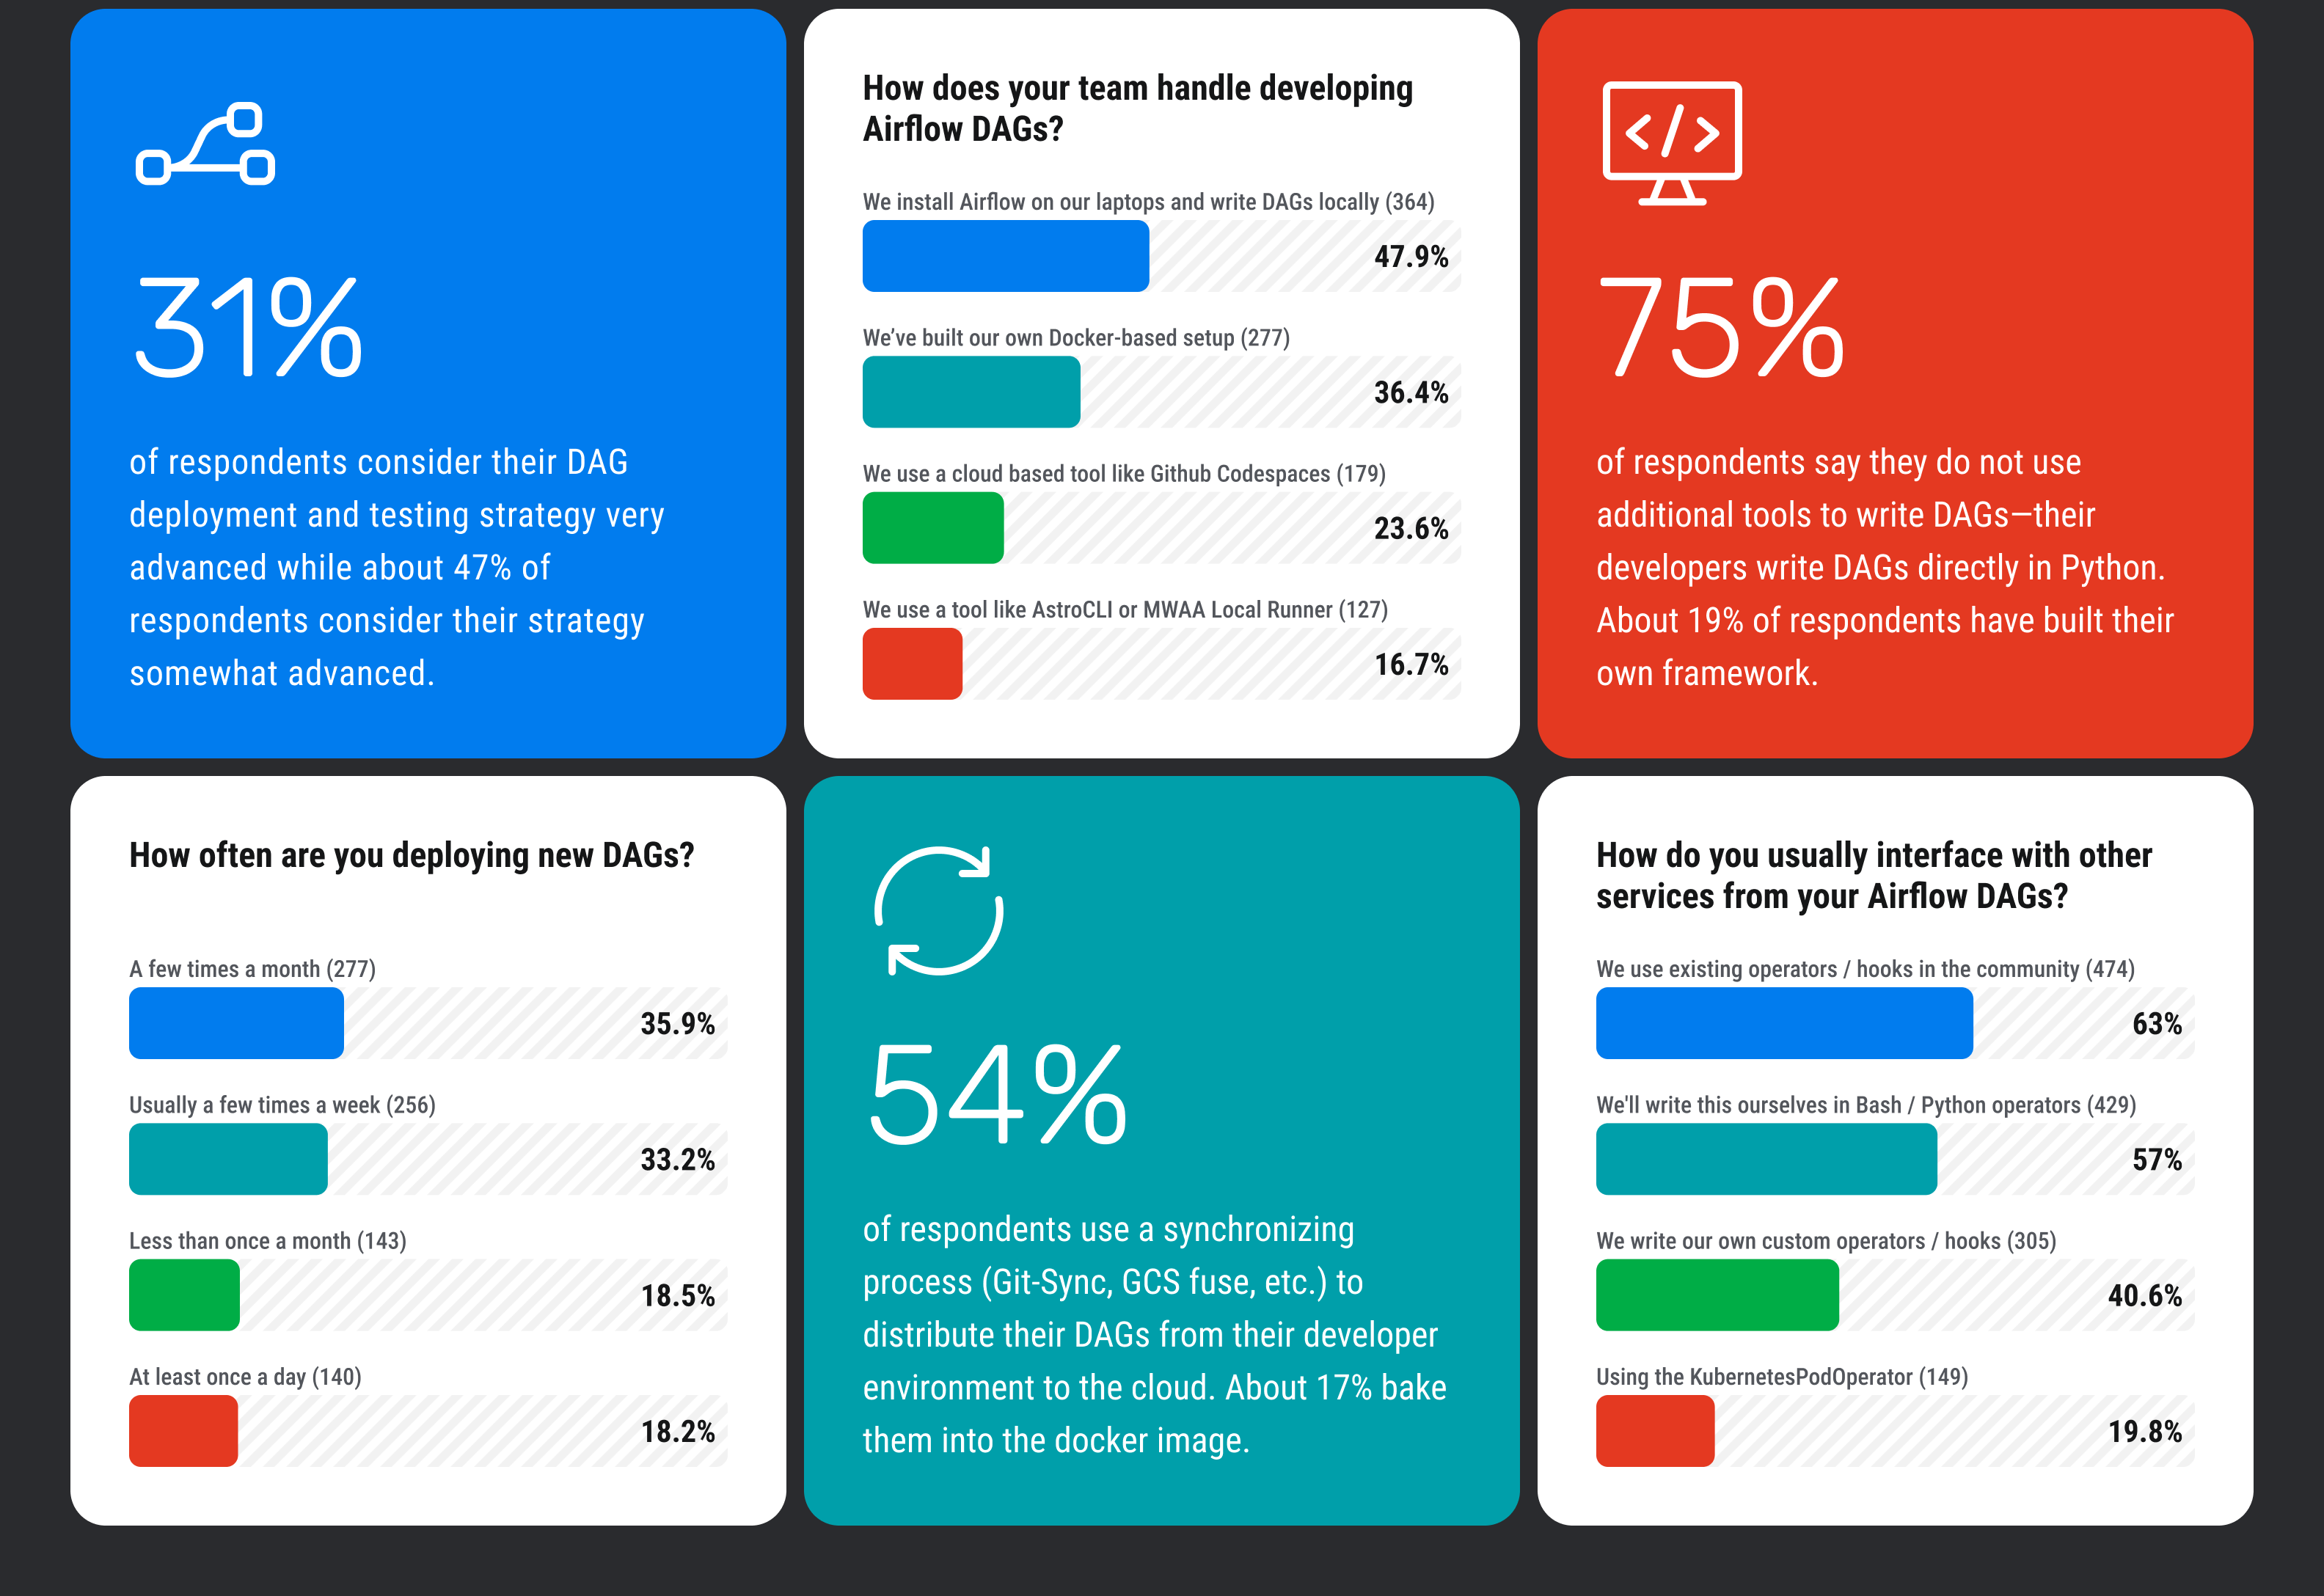 31%
of respondents consider their DAG
deployment and testing strategy very
advanced while about 47% of
respondents consider their strategy
somewhat advanced.
How does your team handle developing
Airflow DAGs?
We install Airflow on our laptops and write DAGs locally (364)
47.9%
We’ve built our own Docker-based setup (277)
36.4%
We use a cloud based tool like Github Codespaces (179)
23.6%
We use a tool like AstroCLI or MWAA Local Runner (127)
16.7%
</>
75%
of respondents say they do not use
additional tools to write DAGs—their
developers write DAGs directly in Python.
About 19% of respondents have built their
own framework.
How often are you deploying new DAGs?
A few times a month (277)
35.9%
Usually a few times a week (256)
33.2%
Less than once a month (143)
18.5%
At least once a day (140)
18.2%
54%
of respondents use a synchronizing
process (Git-Sync, GCS fuse, etc.) to
distribute their DAGs from their developer
environment to the cloud. About 17% bake
them into the docker image.
How do you usually interface with other
services from your Airflow DAGs?
We use existing operators / hooks in the community (474)
63%
We'll write this ourselves in Bash / Python operators (429)
57%
We write our own custom operators / hooks (305)
40.6%
Using the KubernetesPodOperator (149)
19.8%